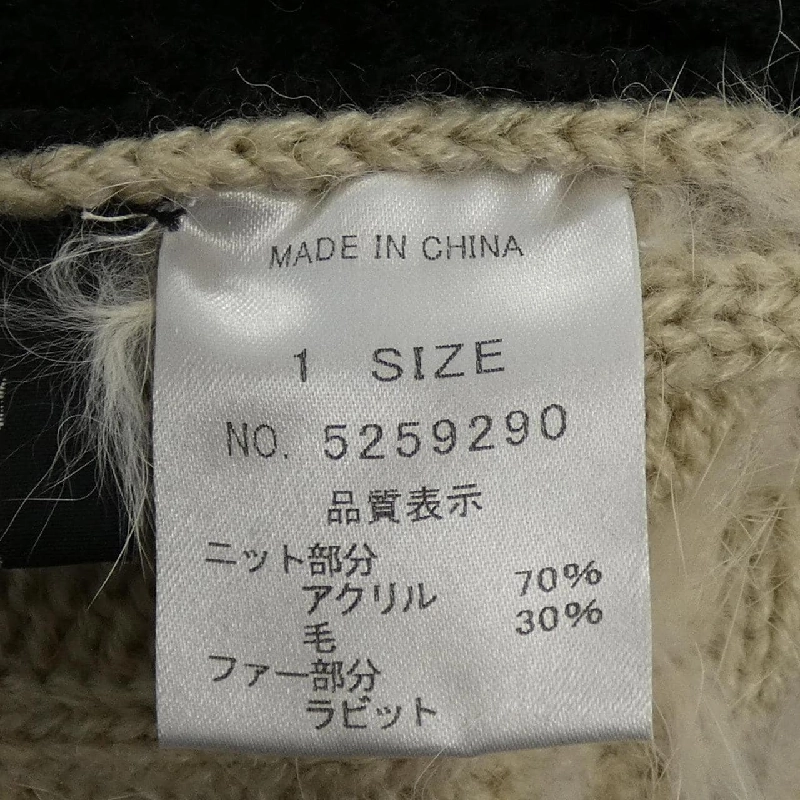 MADE IN CHINA
1 SIZE
NO. 5259290
品質表示
ニット部分
アクリル 70%
毛 30%
ファー部分
ラビット